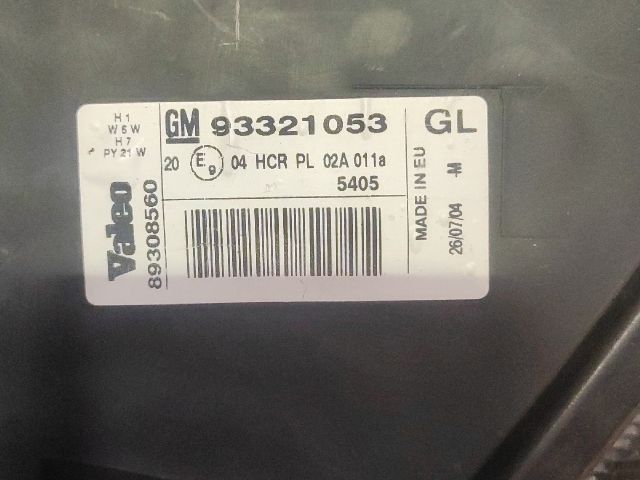 H1
W5W
H7
PY21W
Valeo
89308560
GM 93321053
20 E9 04 HCR PL 02A 011a
5405
GL
MADE IN EU
26/07/04 -M